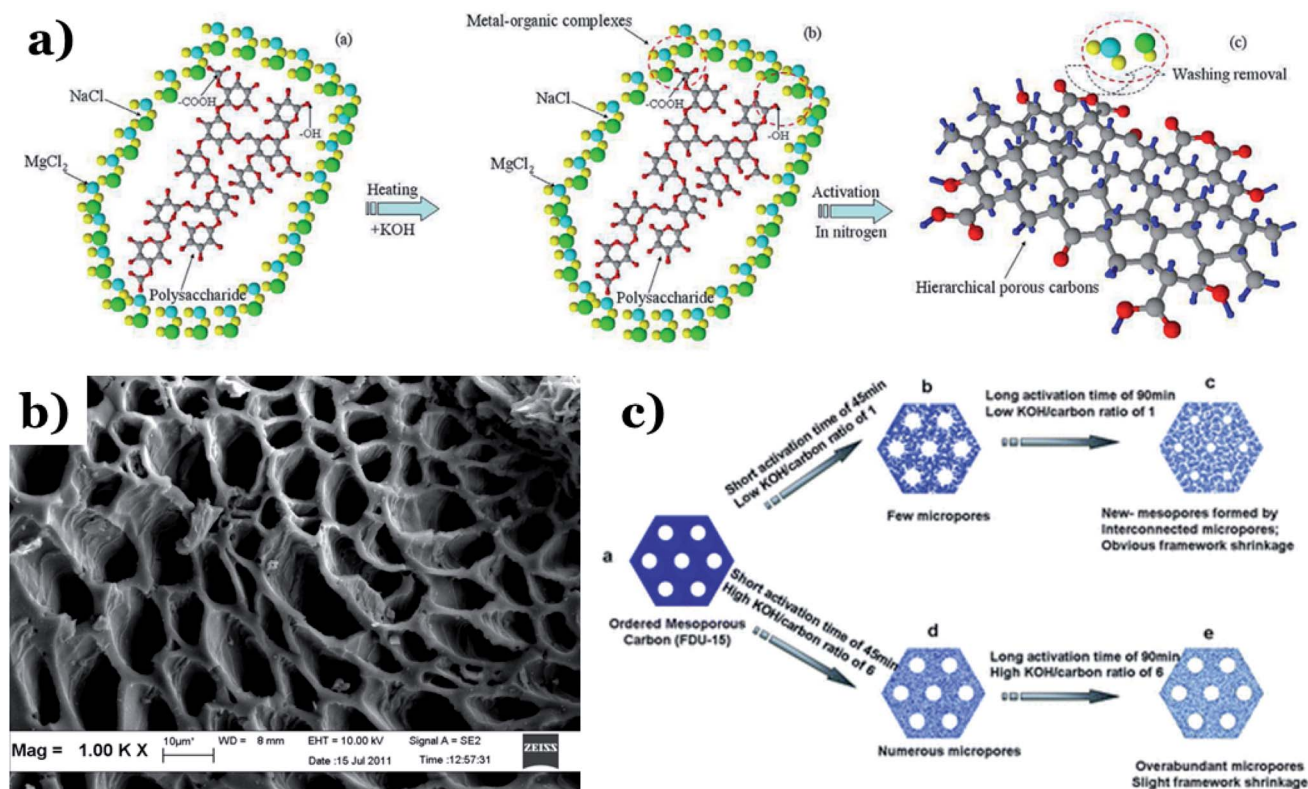 a)
(a)
NaCl
-COOH
-OH
MgCl2
Polysaccharide
Heating
+KOH
Metal-organic complexes
(b)
NaCl
-COOH
-OH
MgCl2
Polysaccharide
Activation
In nitrogen
(c)
Washing removal
Hierarchical porous carbons
b)
Mag = 1.00 K X
10µm*
WD = 8 mm
EHT = 10.00 kV
Signal A = SE2
Date :15 Jul 2011
Time :12:57:31
ZEISS
c)
a
Ordered Mesoporous
Carbon (FDU-15)
Short activation time of 45min
Low KOH/carbon ratio of 1
b
Few micropores
Long activation time of 90min
Low KOH/carbon ratio of 1
c
New- mesopores formed by
Interconnected micropores;
Obvious framework shrinkage
Short activation time of 45min
High KOH/carbon ratio of 6
d
Numerous micropores
Long activation time of 90min
High KOH/carbon ratio of 6
e
Overabundant micropores
Slight framework shrinkage